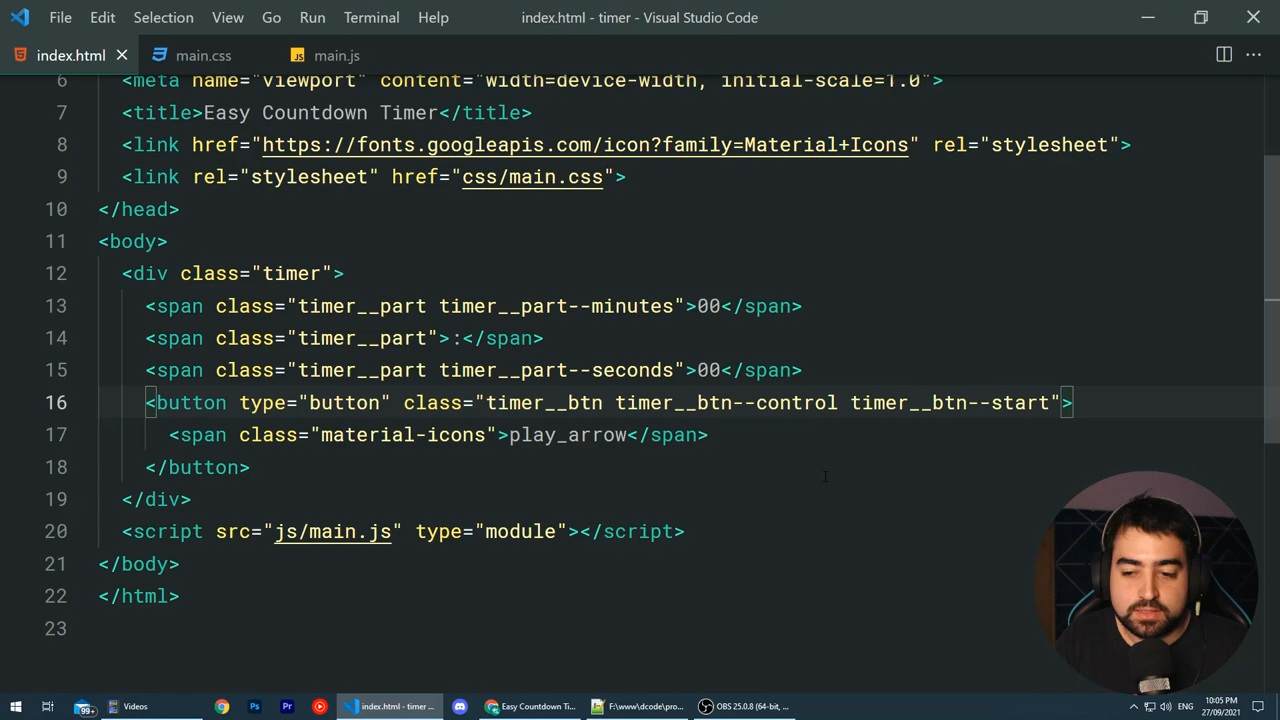 File Edit Selection View Go Run Terminal Help index.html - timer - Visual Studio Code
index.html main.css JS main.js
6 <meta name="viewport" content="width=device-width, initial-scale=1.0">
7 <title>Easy Countdown Timer</title>
8 <link href="https://fonts.googleapis.com/icon?family=Material+Icons" rel="stylesheet">
9 <link rel="stylesheet" href="css/main.css">
10 </head>
11 <body>
12 <div class="timer">
13 <span class="timer__part timer__part--minutes">00</span>
14 <span class="timer__part">:</span>
15 <span class="timer__part timer__part--seconds">00</span>
16 <button type="button" class="timer__btn timer__btn--control timer__btn--start">
17 <span class="material-icons">play_arrow</span>
18 </button>
19 </div>
20 <script src="js/main.js" type="module"></script>
21 </body>
22 </html>
23
99+ Videos Ps Pr index.html - timer ... Easy Countdown Ti... F:\www\dcode\pro... OBS 25.0.8 (64-bit, ... ENG 10:05 PM
27/09/2021